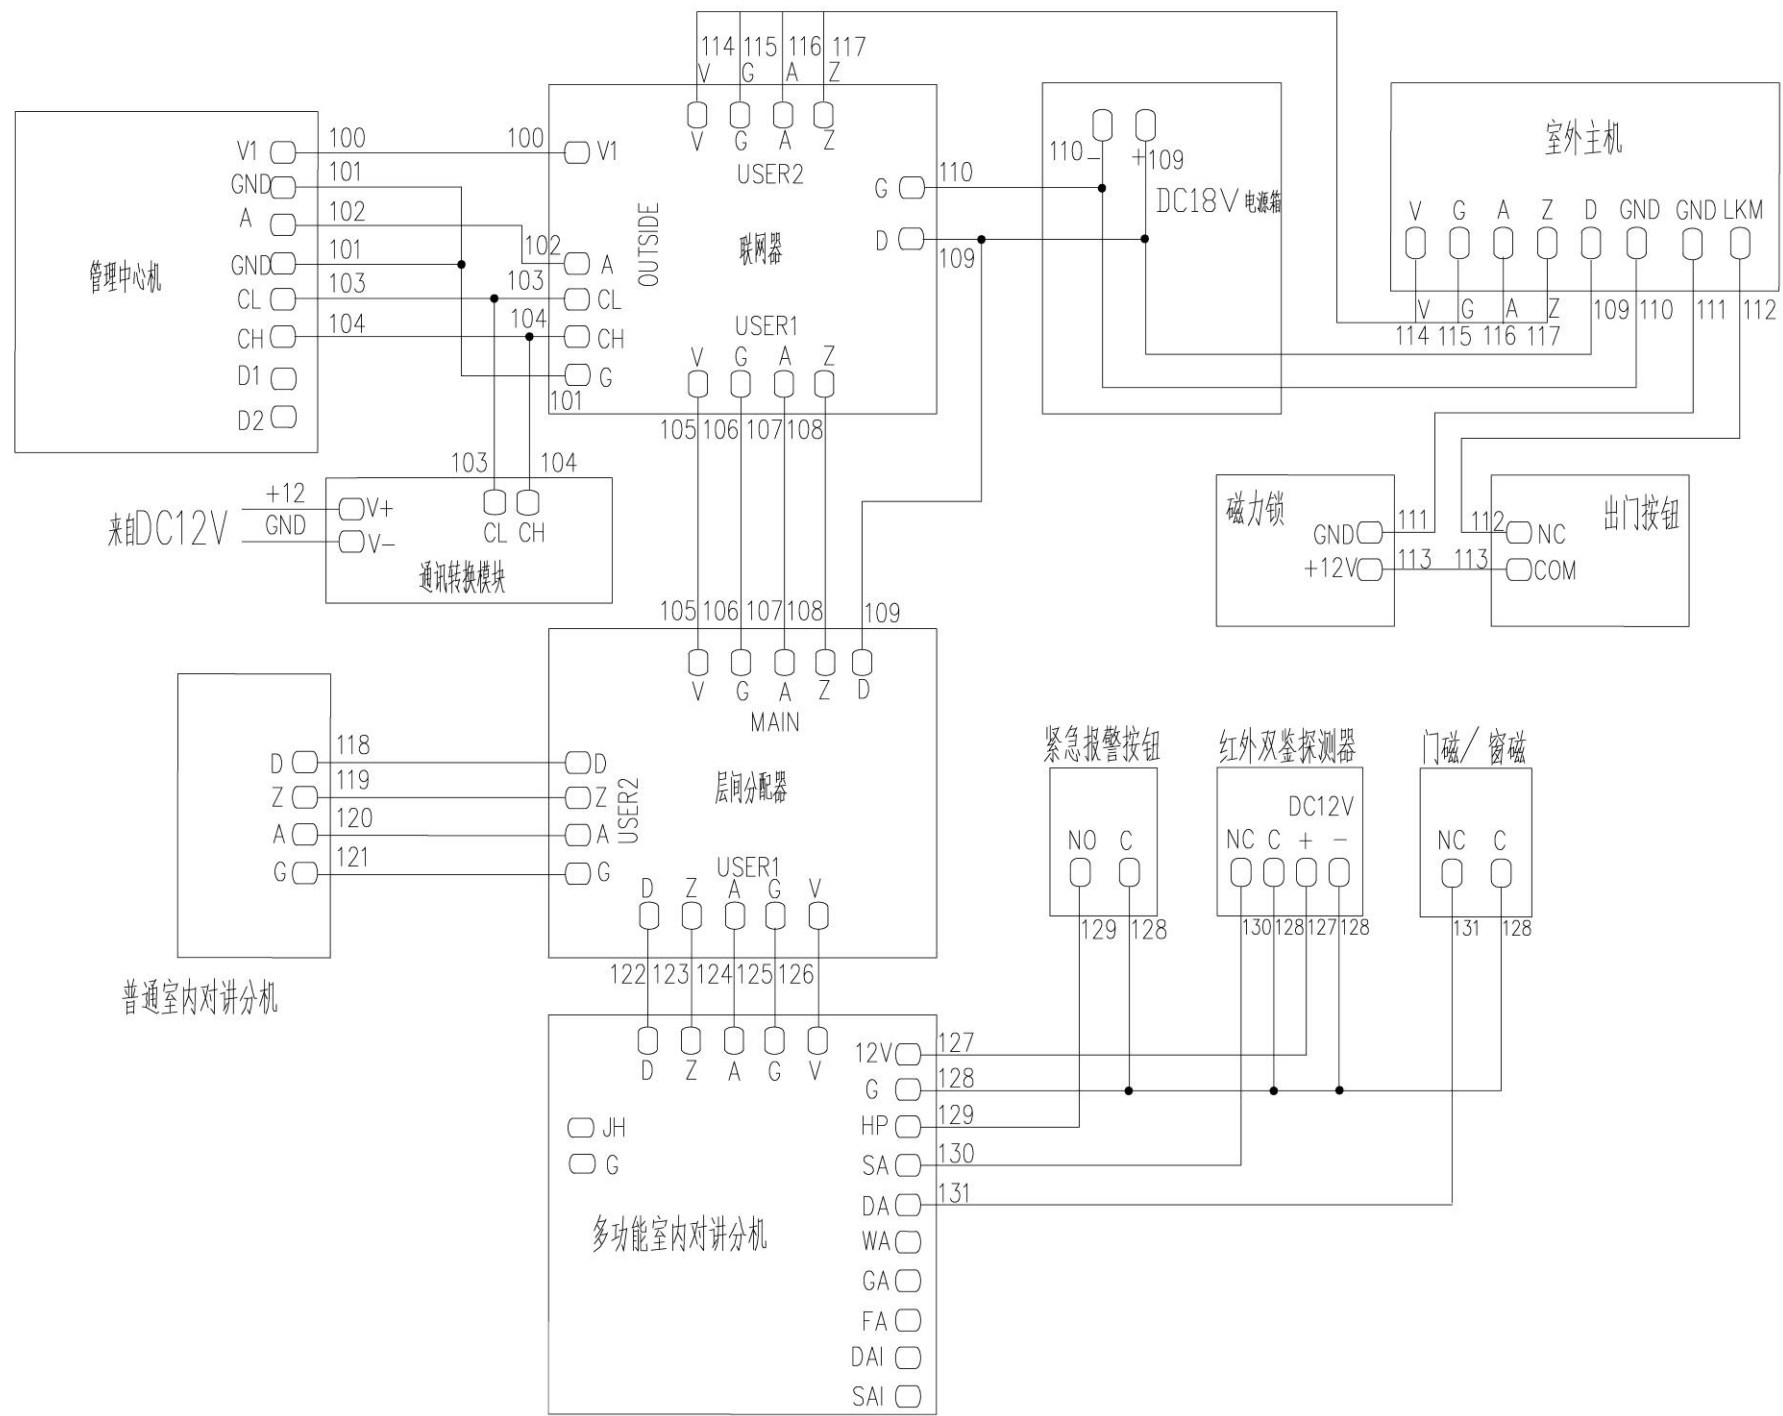 管理中心机
V1
GND
A
GND
CL
CH
D1
D2
100
101
102
101
103
104
100
102
103
104
101
V1
A
CL
CH
G
OUTSIDE
联网器
114 115 116 117
V G A Z
V G A Z
USER2
G
D
110
109
USER1
V G A Z
105 106 107 108
110 - + 109
DC18V 电源箱
室外主机
V G A Z D GND GND LKM
V G A Z 109 110 111 112
114 115 116 117
103 104
来自DC12V
+12
GND
V+
V-
CL CH
通讯转换模块
磁力锁
GND
+12V
111
113
112
113
NC
COM
出门按钮
105 106 107 108 109
V G A Z D
MAIN
层间分配器
D
Z
A
G
118
119
120
121
普通室内对讲分机
D
Z
A
G
USER2
USER1
D Z A G V
122 123 124 125 126
D Z A G V
JH
G
多功能室内对讲分机
12V
G
HP
SA
DA
WA
GA
FA
DAI
SAI
127
128
129
130
131
紧急报警按钮
NO C
129 128
红外双鉴探测器
DC12V
NC C + -
130 128 127 128
门磁/窗磁
NC C
131 128